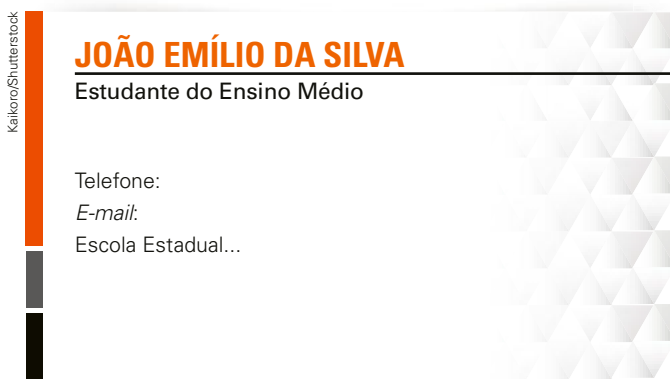 Kaikoro/Shutterstock
JOÃO EMÍLIO DA SILVA
Estudante do Ensino Médio
Telefone:
E-mail:
Escola Estadual...